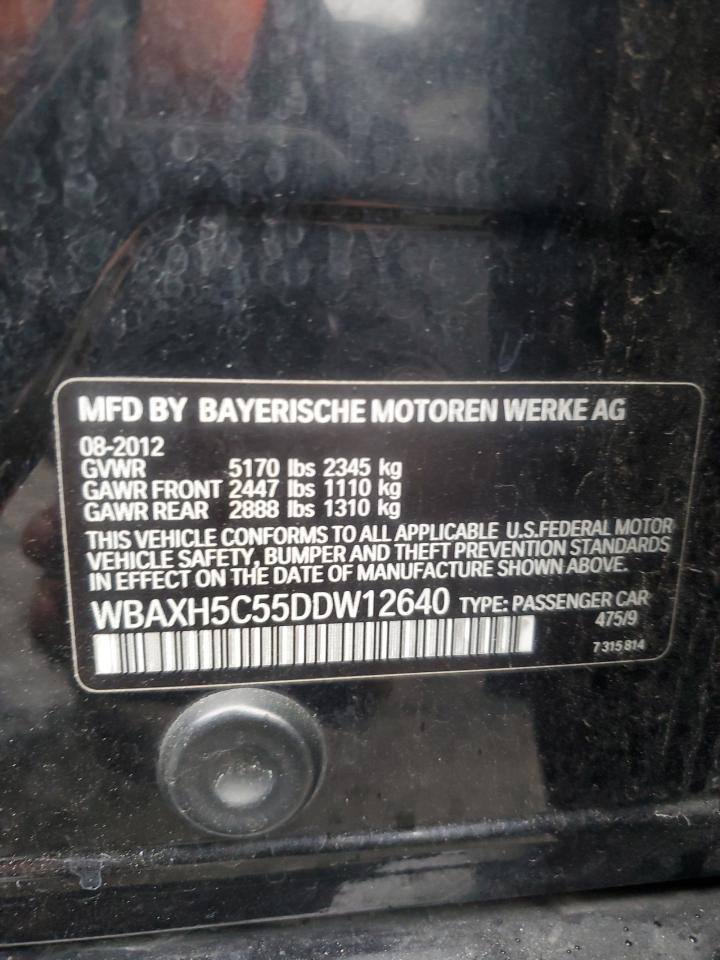 MFD BY BAYERISCHE MOTOREN WERKE AG
08-2012
GVWR 5170 lbs 2345 kg
GAWR FRONT 2447 lbs 1110 kg
GAWR REAR 2888 lbs 1310 kg
THIS VEHICLE CONFORMS TO ALL APPLICABLE U.S.FEDERAL MOTOR
VEHICLE SAFETY, BUMPER AND THEFT PREVENTION STANDARDS
IN EFFECT ON THE DATE OF MANUFACTURE SHOWN ABOVE.
WBAXH5C55DDW12640 TYPE: PASSENGER CAR
475/9
7 315 814